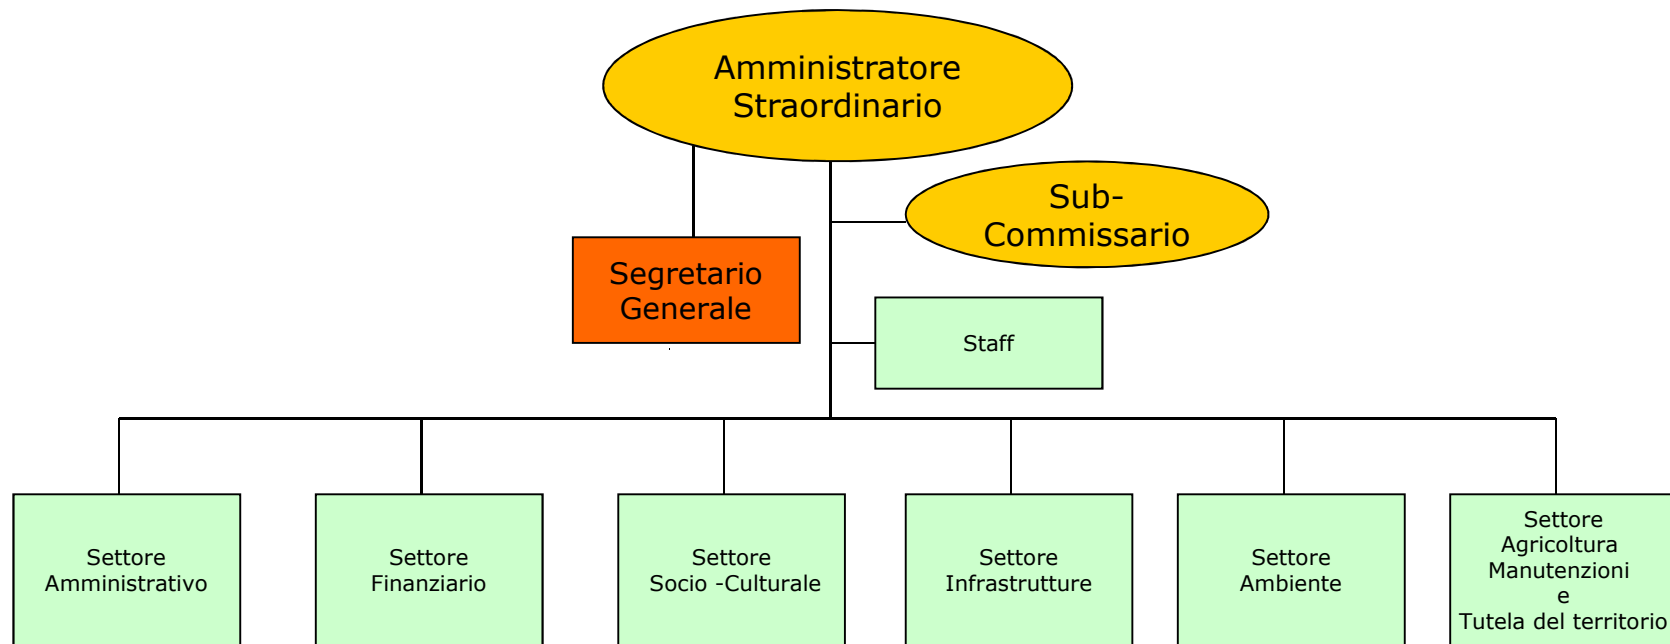 Amministratore
Straordinario
Sub-
Commissario
Segretario
Generale
Staff
Settore
Amministrativo
Settore
Finanziario
Settore
Socio -Culturale
Settore
Infrastrutture
Settore
Ambiente
Settore
Agricoltura
Manutenzioni
e
Tutela del territorio